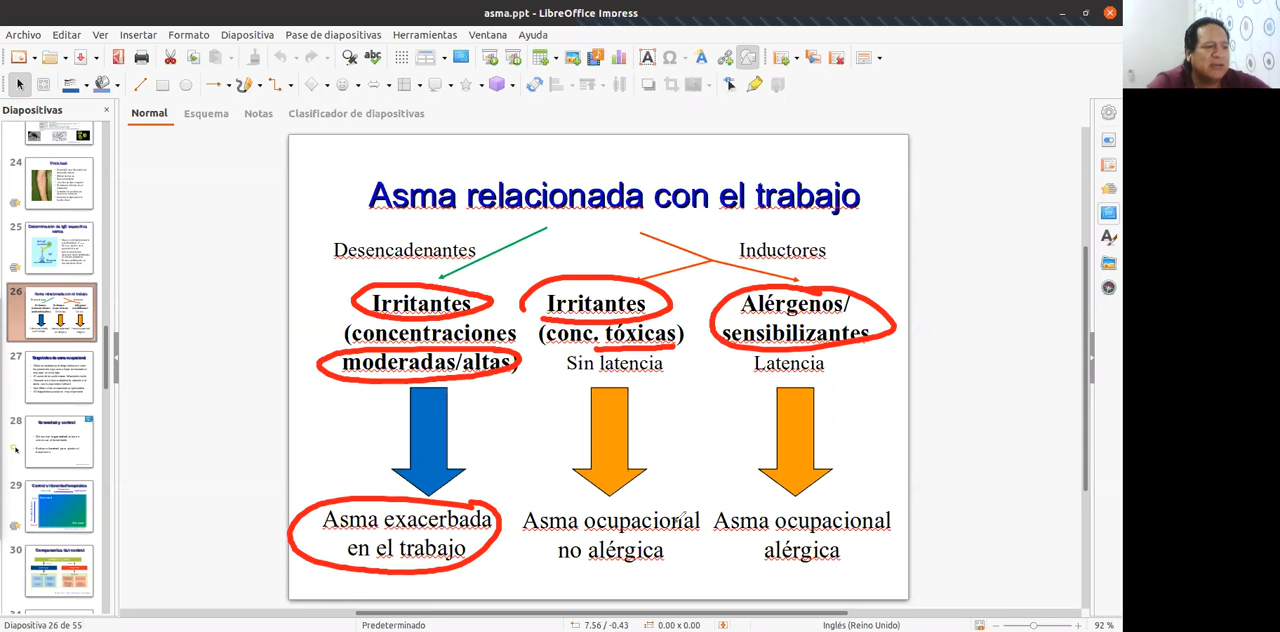 asma.ppt - LibreOffice Impress
Archivo Editar Ver Insertar Formato Diapositiva Pase de diapositivas Herramientas Ventana Ayuda
Diapositivas
Normal Esquema Notas Clasificador de diapositivas
24
25
26
27
28
29
30
Asma relacionada con el trabajo
Desencadenantes Inductores
Irritantes Irritantes Alérgenos/
(concentraciones (conc. tóxicas) sensibilizantes
moderadas/altas) Sin latencia Latencia
Asma exacerbada Asma ocupacional Asma ocupacional
en el trabajo no alérgica alérgica
Diapositiva 26 de 55 Predeterminado 7.56 / -0.43 0.00 x 0.00 Inglés (Reino Unido) 92 %